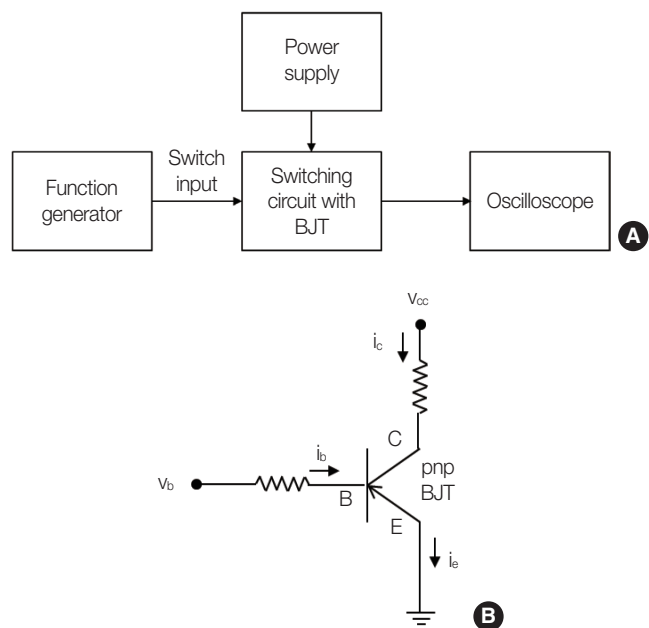 Power
supply
Switch
input
Function
generator
Switching
circuit with
BJT
Oscilloscope
A
Vcc
ic
C
pnp
BJT
ib
vb
B
E
ie
B